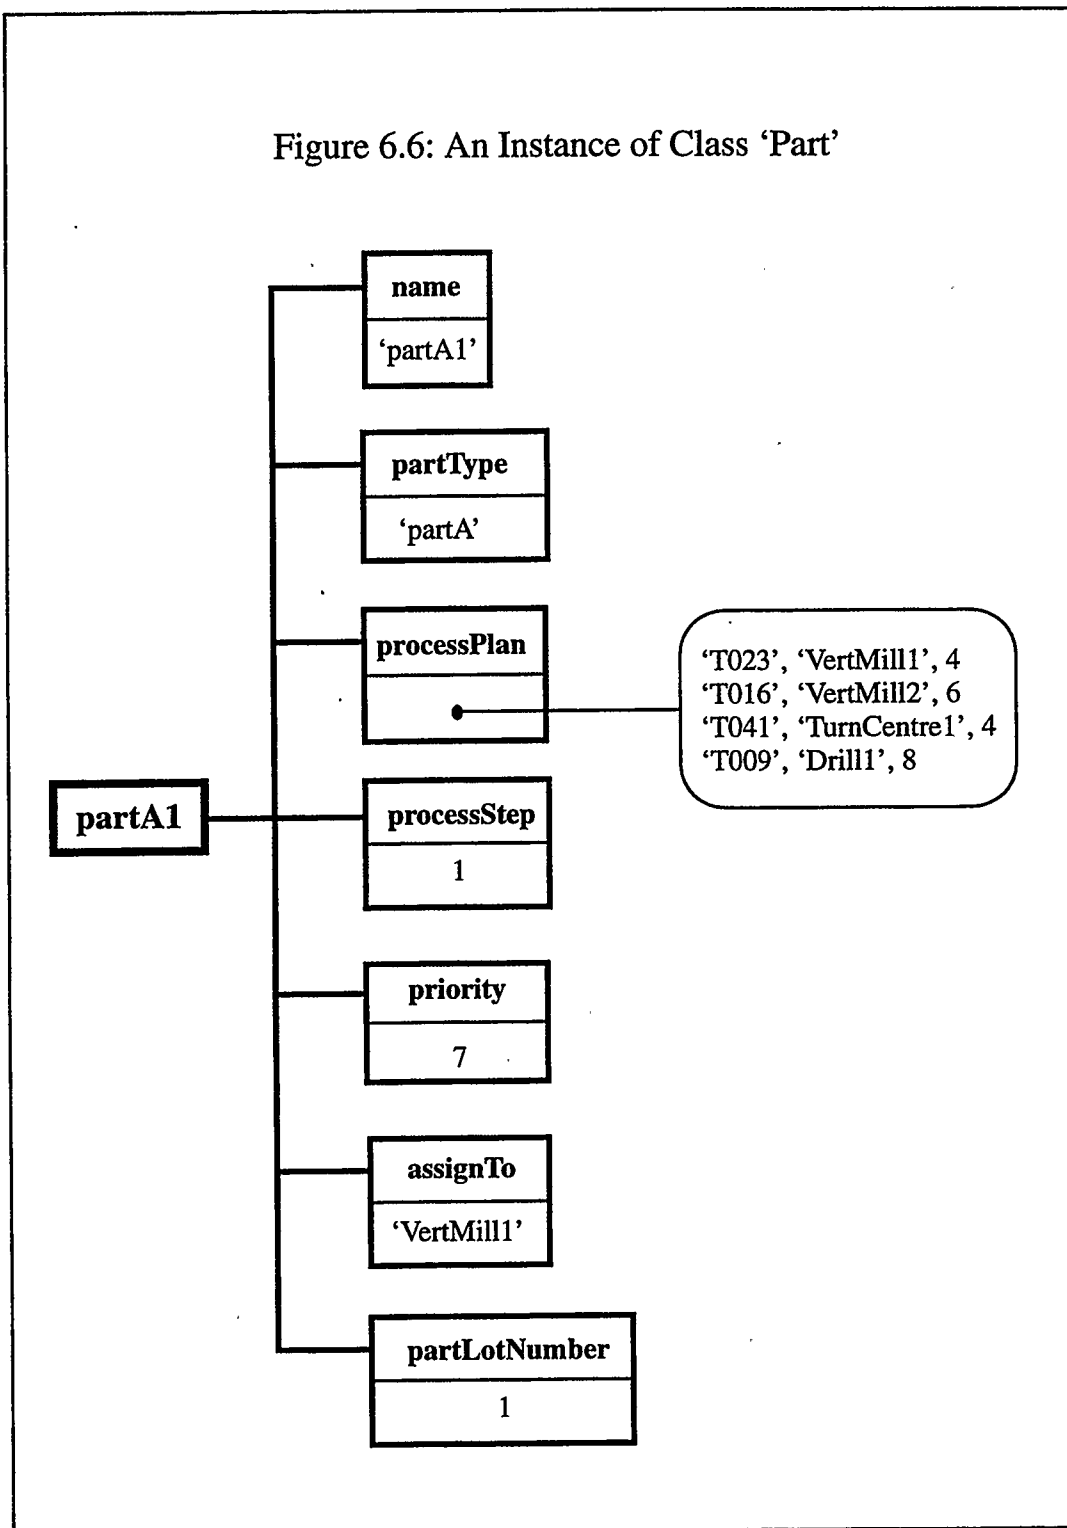 Figure 6.6: An Instance of Class ‘Part’
name
‘partA1’
partType
‘partA’
processPlan
‘T023’, ‘VertMill1’, 4
‘T016’, ‘VertMill2’, 6
‘T041’, ‘TurnCentre1’, 4
‘T009’, ‘Drill1’, 8
partA1
processStep
1
priority
7
assignTo
‘VertMill1’
partLotNumber
1